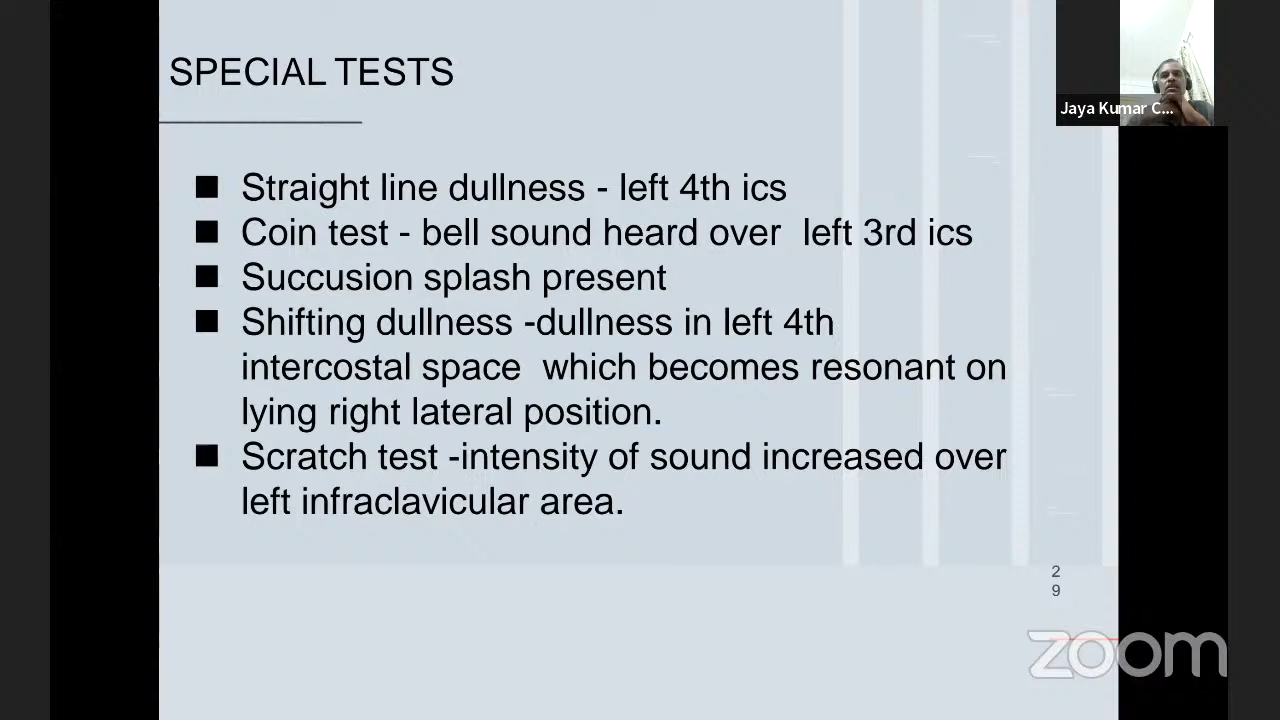 SPECIAL TESTS
Jaya Kumar C...
■ Straight line dullness - left 4th ics
■ Coin test - bell sound heard over left 3rd ics
■ Succusion splash present
■ Shifting dullness -dullness in left 4th
intercostal space which becomes resonant on
lying right lateral position.
■ Scratch test -intensity of sound increased over
left infraclavicular area.
2
9
zoom